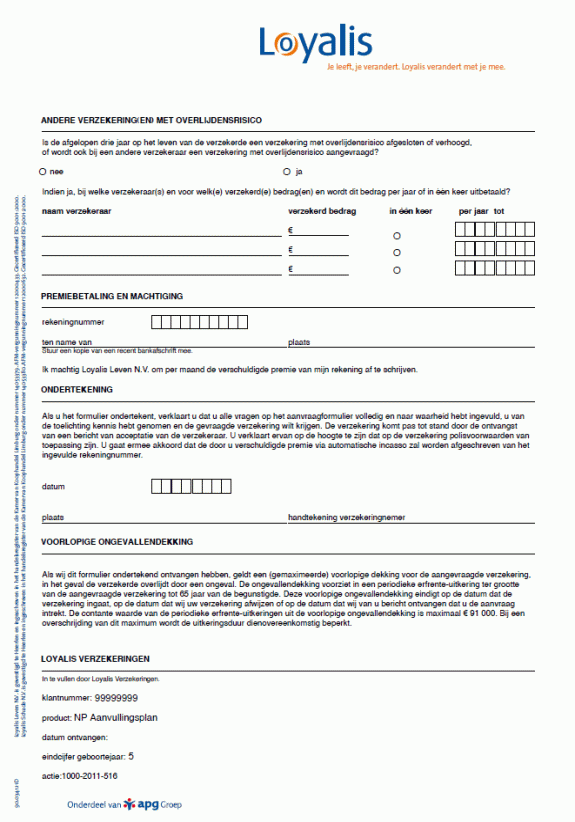 Loyalis
Je leeft, je verandert. Loyalis verandert met je mee.
ANDERE VERZEKERING(EN) MET OVERLIJDENSRISICO
Is de afgelopen drie jaar op het leven van de verzekerde een verzekering met overlijdensrisico afgesloten of verhoogd,
of wordt ook bij een andere verzekeraar een verzekering met overlijdensrisico aangevraagd?
nee ja
Indien ja, bij welke verzekeraar(s) en voor welk(e) verzekerd(e) bedrag(en) en wordt dit bedrag per jaar of in één keer uitbetaald?
naam verzekeraar verzekerd bedrag in één keer per jaar tot
€
€
€
PREMIEBETALING EN MACHTIGING
rekeningnummer
ten name van plaats
Stuur een kopie van een recent bankafschrift mee.
Ik machtig Loyalis Leven N.V. om per maand de verschuldigde premie van mijn rekening af te schrijven.
ONDERTEKENING
Als u het formulier ondertekent, verklaart u dat u alle vragen op het aanvraagformulier volledig en naar waarheid hebt ingevuld, u van
de toelichting kennis hebt genomen en de gevraagde verzekering wilt krijgen. De verzekering komt pas tot stand door de ontvangst
van een bericht van acceptatie van de verzekeraar. U verklaart ervan op de hoogte te zijn dat op de verzekering polisvoorwaarden van
toepassing zijn. U gaat ermee akkoord dat de door u verschuldigde premie via automatische incasso zal worden afgeschreven van het
ingevulde rekeningnummer.
datum
plaats handtekening verzekeringnemer
VOORLOPIGE ONGEVALLENDEKKING
Als wij dit formulier ondertekend ontvangen hebben, geldt een (gemaximeerde) voorlopige dekking voor de aangevraagde verzekering,
in het geval de verzekerde overlijdt door een ongeval. De ongevallendekking voorziet in een periodieke erfrente-uitkering ter grootte
van de aangevraagde verzekering tot 65 jaar van de begunstigde. Deze voorlopige ongevallendekking eindigt op de datum dat de
verzekering ingaat, op de datum dat wij uw verzekering afwijzen of op de datum dat wij van u bericht ontvangen dat u de aanvraag
intrekt. De contante waarde van de periodieke erfrente-uitkeringen uit de voorlopige ongevallendekking is maximaal € 91 000. Bij een
overschrijding van dit maximum wordt de uitkeringsduur dienovereenkomstig beperkt.
LOYALIS VERZEKERINGEN
In te vullen door Loyalis Verzekeringen.
klantnummer: 99999999
product: NP Aanvullingsplan
datum ontvangen:
eindcijfer geboortejaar: 5
actie:1000-2011-516
Onderdeel van apg Groep